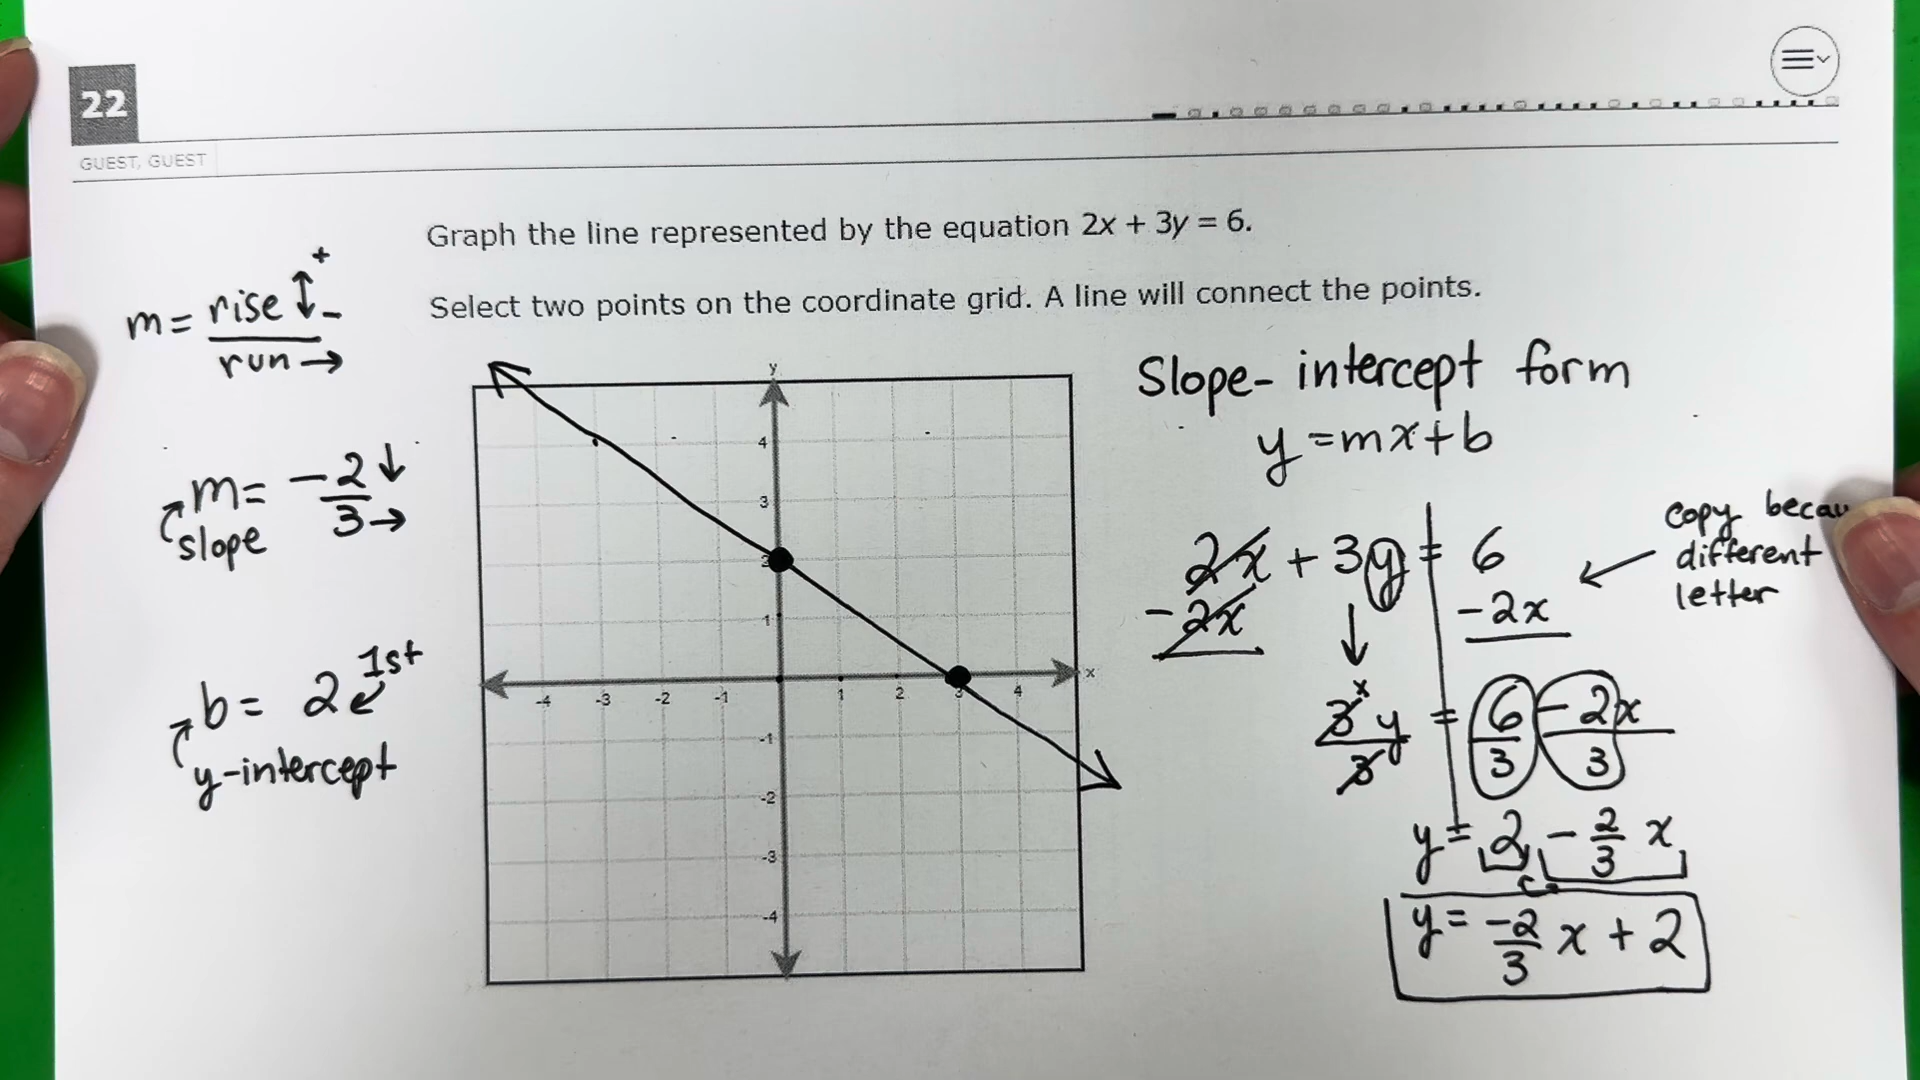 22
GUEST, GUEST
Graph the line represented by the equation 2x + 3y = 6.
Select two points on the coordinate grid. A line will connect the points.
m = rise ↕ + -
run →
m = -2 ↓
3 →
slope
b = 2 1st
y-intercept
y
4
3
1
-4 -3 -2 -1 1 2 3 4 x
-1
-2
-3
-4
Slope- intercept form
y = mx + b
2x + 3y = 6
-2x -2x
copy
different
letter
3y = 6 - 2x
3 3 3
y = 2 - 2/3 x
y = -2/3 x + 2